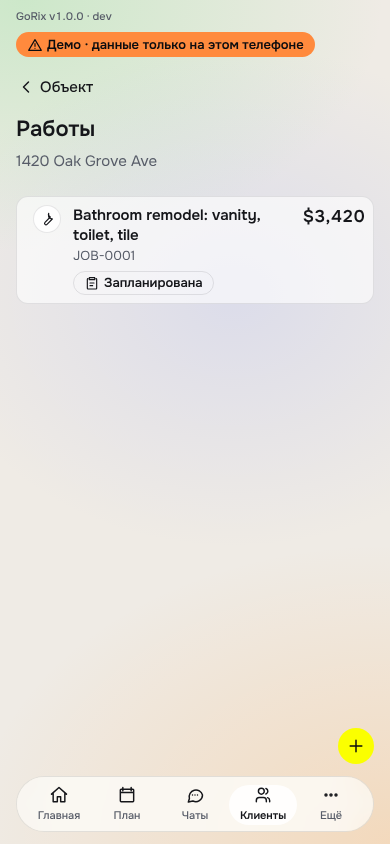 GoRix v1.0.0 · dev
Демо · данные только на этом телефоне
Объект
Работы
1420 Oak Grove Ave
Bathroom remodel: vanity, $3,420
toilet, tile
JOB-0001
Запланирована
Главная План Чаты Клиенты Ещё